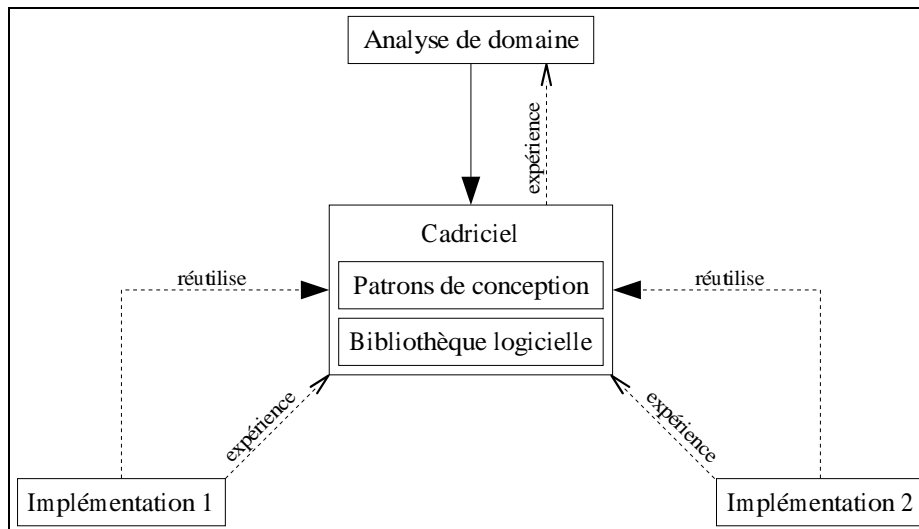 Analyse de domaine
expérience
Cadriciel
Patrons de conception
Bibliothèque logicielle
réutilise
réutilise
expérience
expérience
Implémentation 1
Implémentation 2